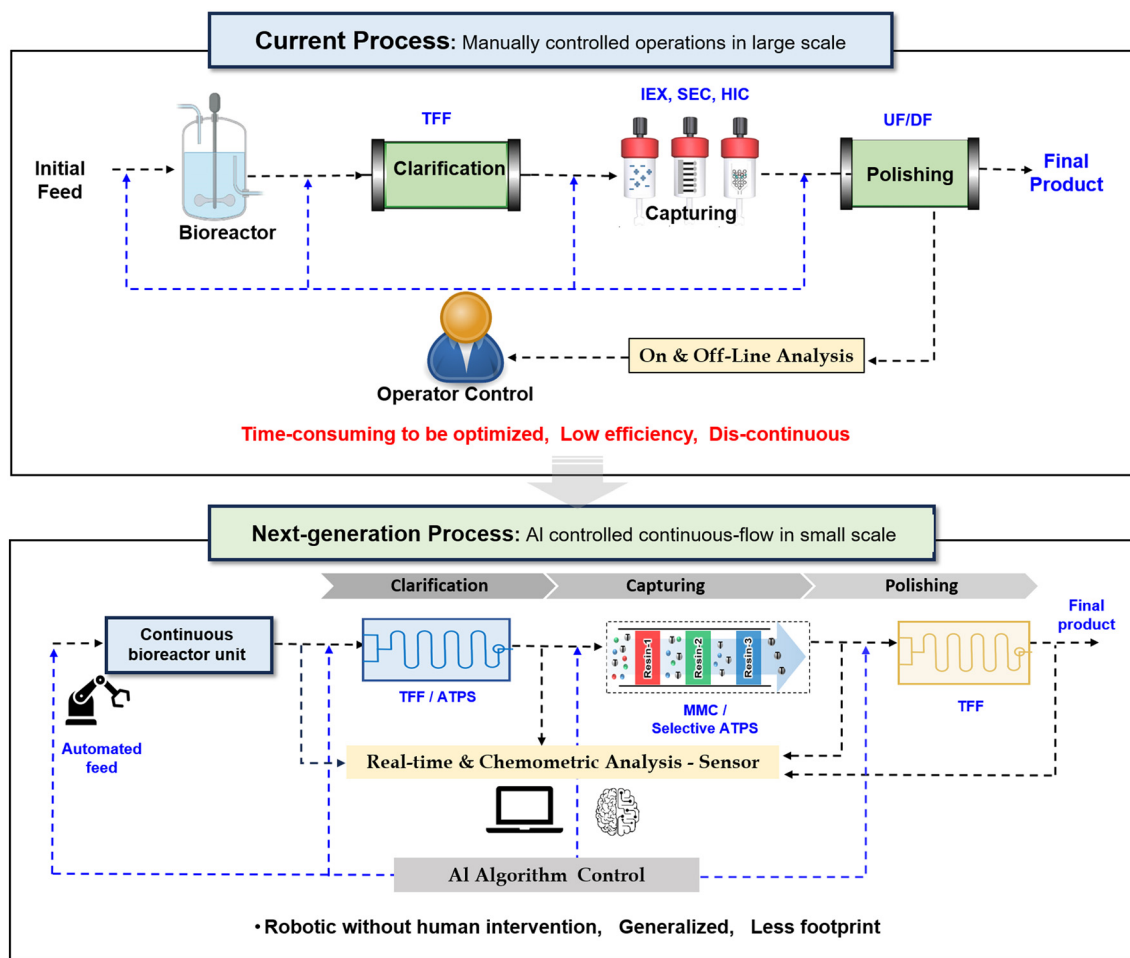 Current Process: Manually controlled operations in large scale
IEX, SEC, HIC
TFF
UF/DF
Initial
Feed
Clarification
Polishing
Final
Product
Bioreactor
Capturing
On & Off-Line Analysis
Operator Control
Time-consuming to be optimized, Low efficiency, Dis-continuous
Next-generation Process: AI controlled continuous-flow in small scale
Clarification
Capturing
Polishing
Final
product
Continuous
bioreactor unit
Resin-1
Resin-2
Resin-3
TFF / ATPS
MMC /
Selective ATPS
TFF
Automated
feed
Real-time & Chemometric Analysis - Sensor
AI Algorithm Control
• Robotic without human intervention, Generalized, Less footprint